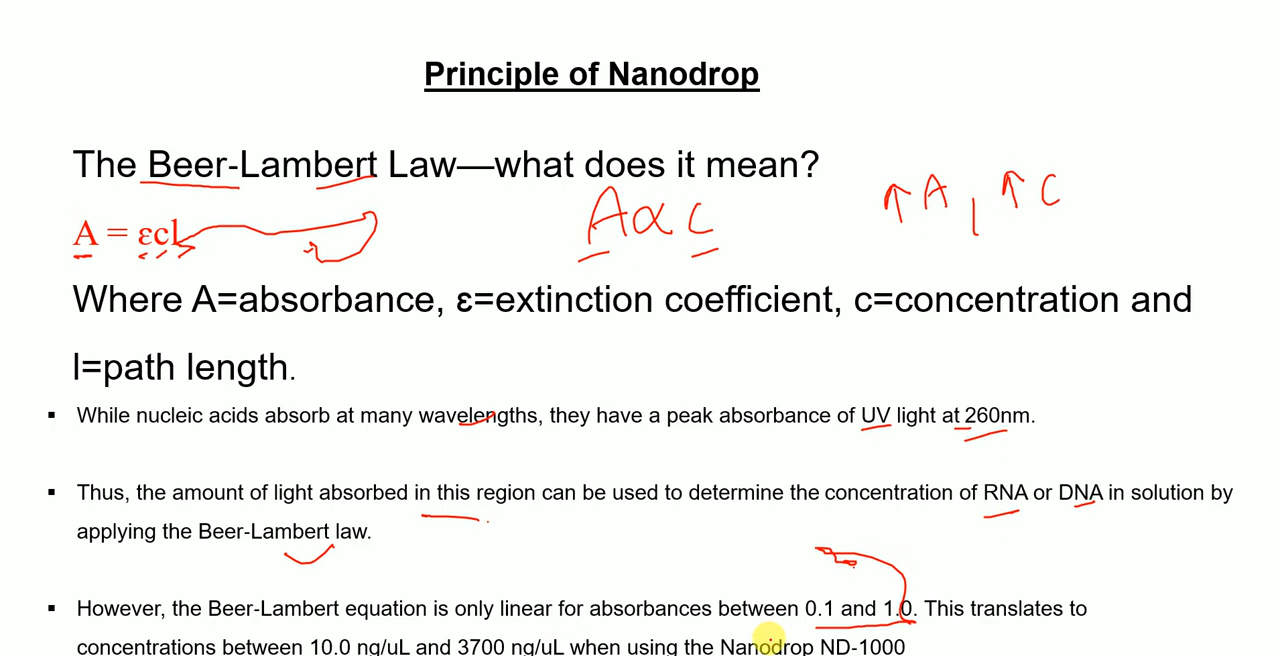 Principle of Nanodrop
The Beer-Lambert Law—what does it mean?
↑A, ↑C
A = εcl
A∝c
Where A=absorbance, ε=extinction coefficient, c=concentration and
l=path length.
▪ While nucleic acids absorb at many wavelengths, they have a peak absorbance of UV light at 260nm.
▪ Thus, the amount of light absorbed in this region can be used to determine the concentration of RNA or DNA in solution by
applying the Beer-Lambert law.
▪ However, the Beer-Lambert equation is only linear for absorbances between 0.1 and 1.0. This translates to
concentrations between 10.0 ng/uL and 3700 ng/uL when using the Nanodrop ND-1000